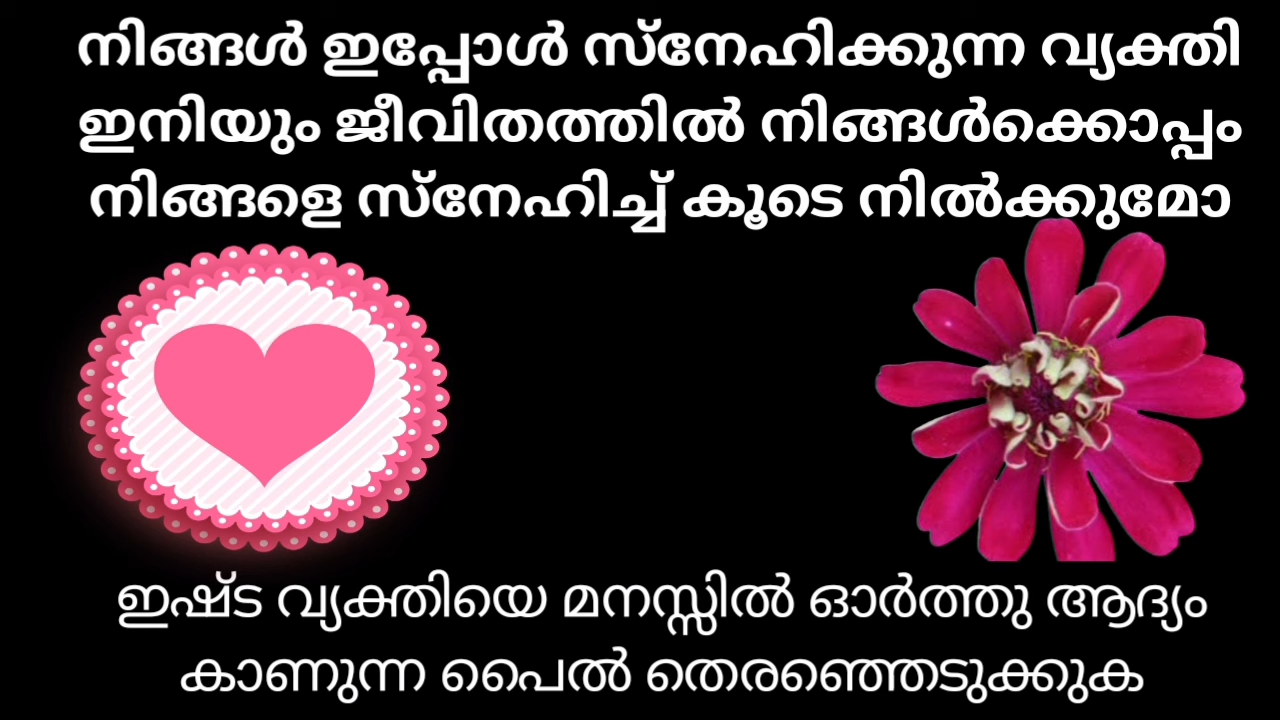 നിങ്ങൾ ഇപ്പോൾ സ്നേഹിക്കുന്ന വ്യക്തി
ഇനിയും ജീവിതത്തിൽ നിങ്ങൾക്കൊപ്പം
നിങ്ങളെ സ്നേഹിച്ച് കൂടെ നിൽക്കുമോ
ഇഷ്ട വ്യക്തിയെ മനസ്സിൽ ഓർത്തു ആദ്യം
കാണുന്ന പൈൽ തെരഞ്ഞെടുക്കുക